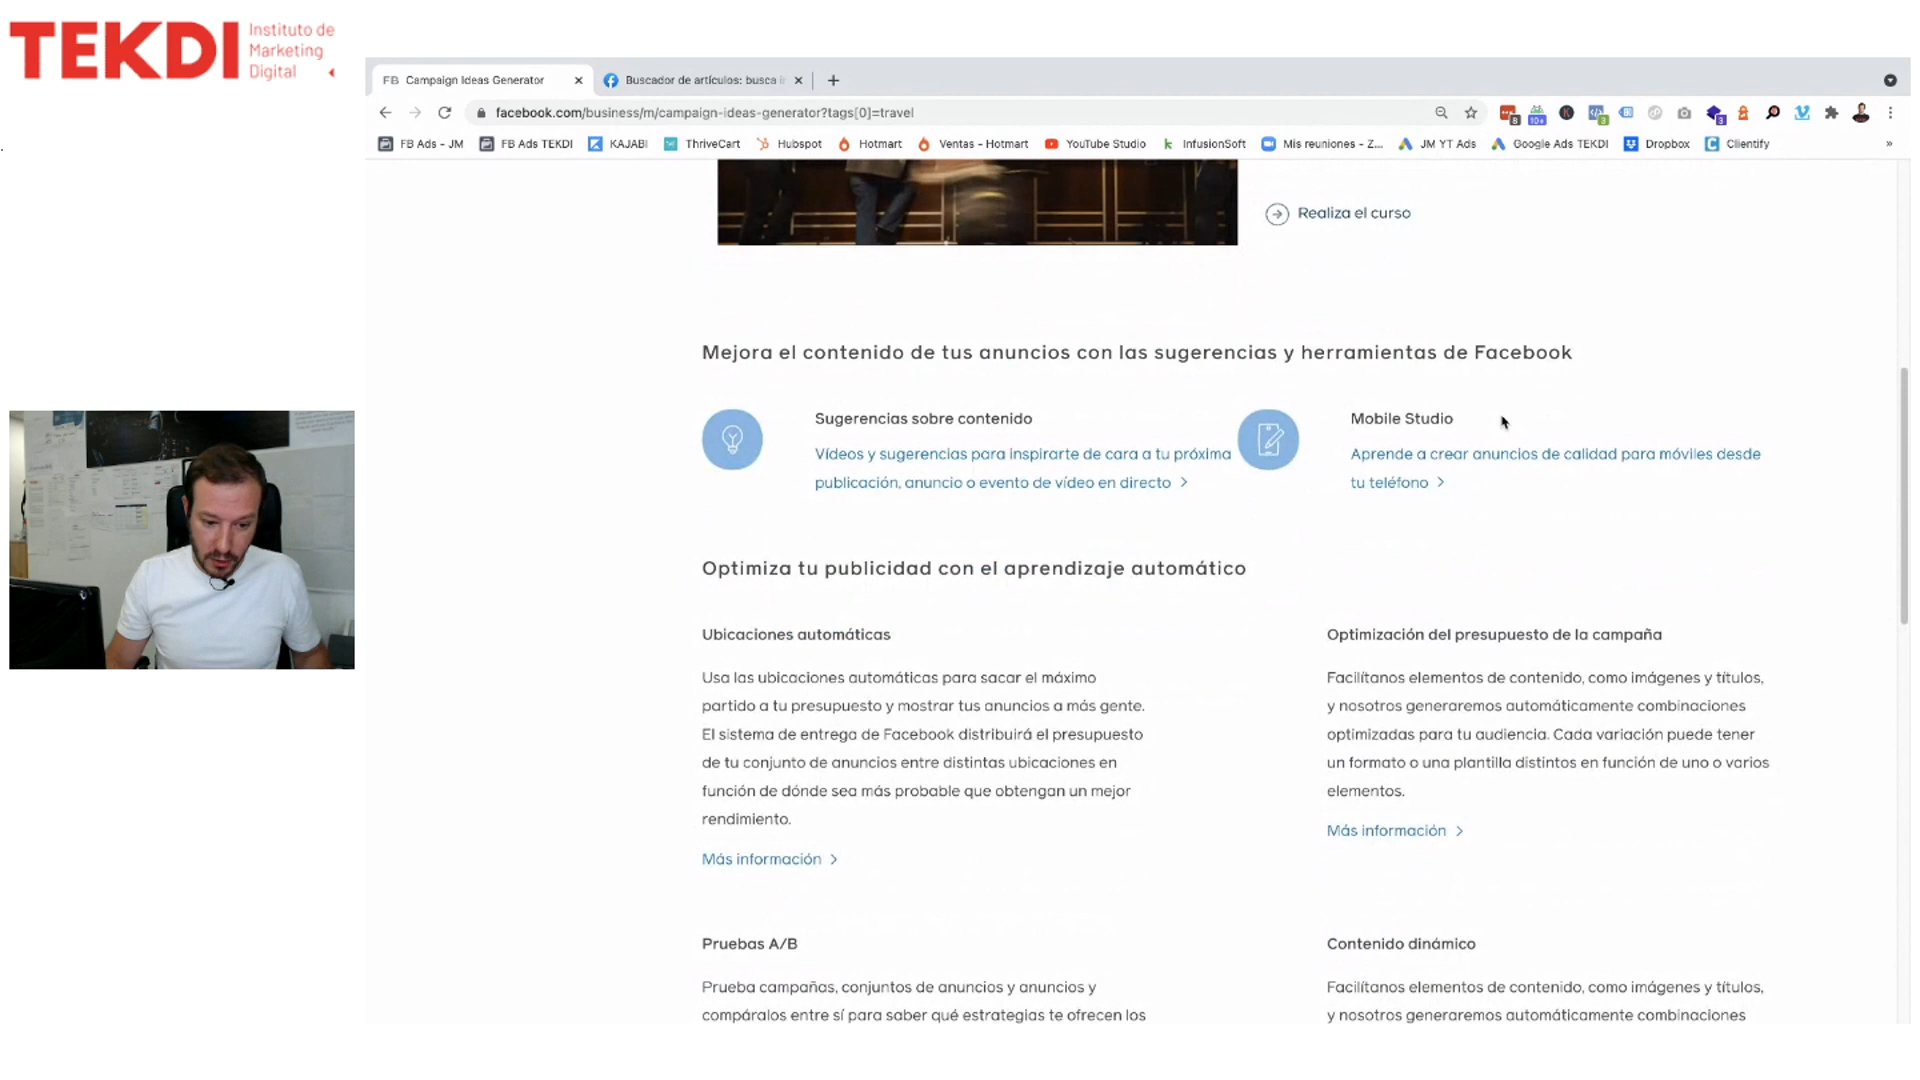 TEKDI
Instituto de
Marketing
Digital
FB Campaign Ideas Generator
Buscador de artículos: busca i
facebook.com/business/m/campaign-ideas-generator?tags[0]=travel
FB Ads - JM
FB Ads TEKDI
KAJABI
ThriveCart
Hubspot
Hotmart
Ventas - Hotmart
YouTube Studio
InfusionSoft
Mis reuniones - Z...
JM YT Ads
Google Ads TEKDI
Dropbox
Clientify
»
Realiza el curso
Mejora el contenido de tus anuncios con las sugerencias y herramientas de Facebook
Sugerencias sobre contenido
Vídeos y sugerencias para inspirarte de cara a tu próxima
publicación, anuncio o evento de vídeo en directo >
Mobile Studio
Aprende a crear anuncios de calidad para móviles desde
tu teléfono >
Optimiza tu publicidad con el aprendizaje automático
Ubicaciones automáticas
Usa las ubicaciones automáticas para sacar el máximo
partido a tu presupuesto y mostrar tus anuncios a más gente.
El sistema de entrega de Facebook distribuirá el presupuesto
de tu conjunto de anuncios entre distintas ubicaciones en
función de dónde sea más probable que obtengan un mejor
rendimiento.
Más información >
Optimización del presupuesto de la campaña
Facilítanos elementos de contenido, como imágenes y títulos,
y nosotros generaremos automáticamente combinaciones
optimizadas para tu audiencia. Cada variación puede tener
un formato o una plantilla distintos en función de uno o varios
elementos.
Más información >
Pruebas A/B
Prueba campañas, conjuntos de anuncios y anuncios y
compáralos entre sí para saber qué estrategias te ofrecen los
Contenido dinámico
Facilítanos elementos de contenido, como imágenes y títulos,
y nosotros generaremos automáticamente combinaciones